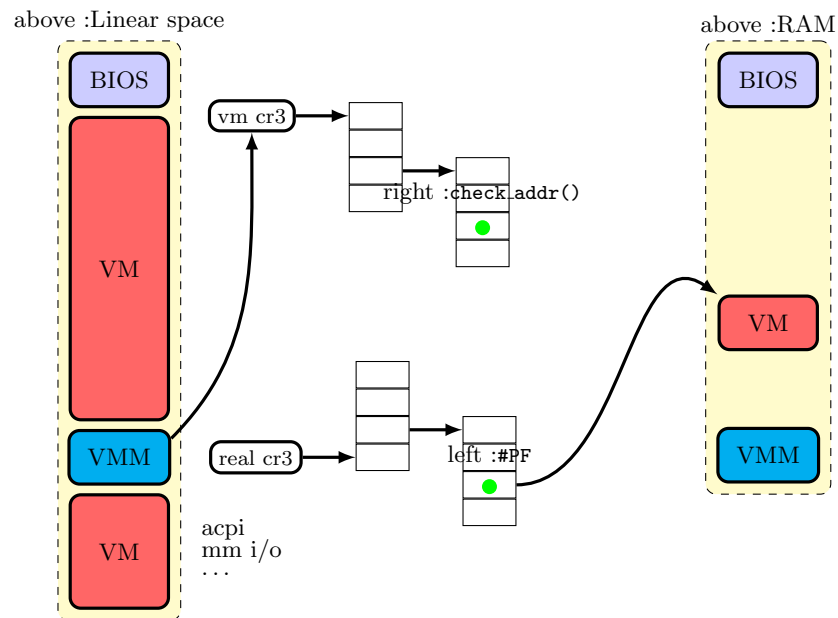 above :Linear space
above :RAM
BIOS
BIOS
vm cr3
right :check_addr()
VM
VM
VMM
real cr3
left :#PF
VMM
VM
acpi
mm i/o
...